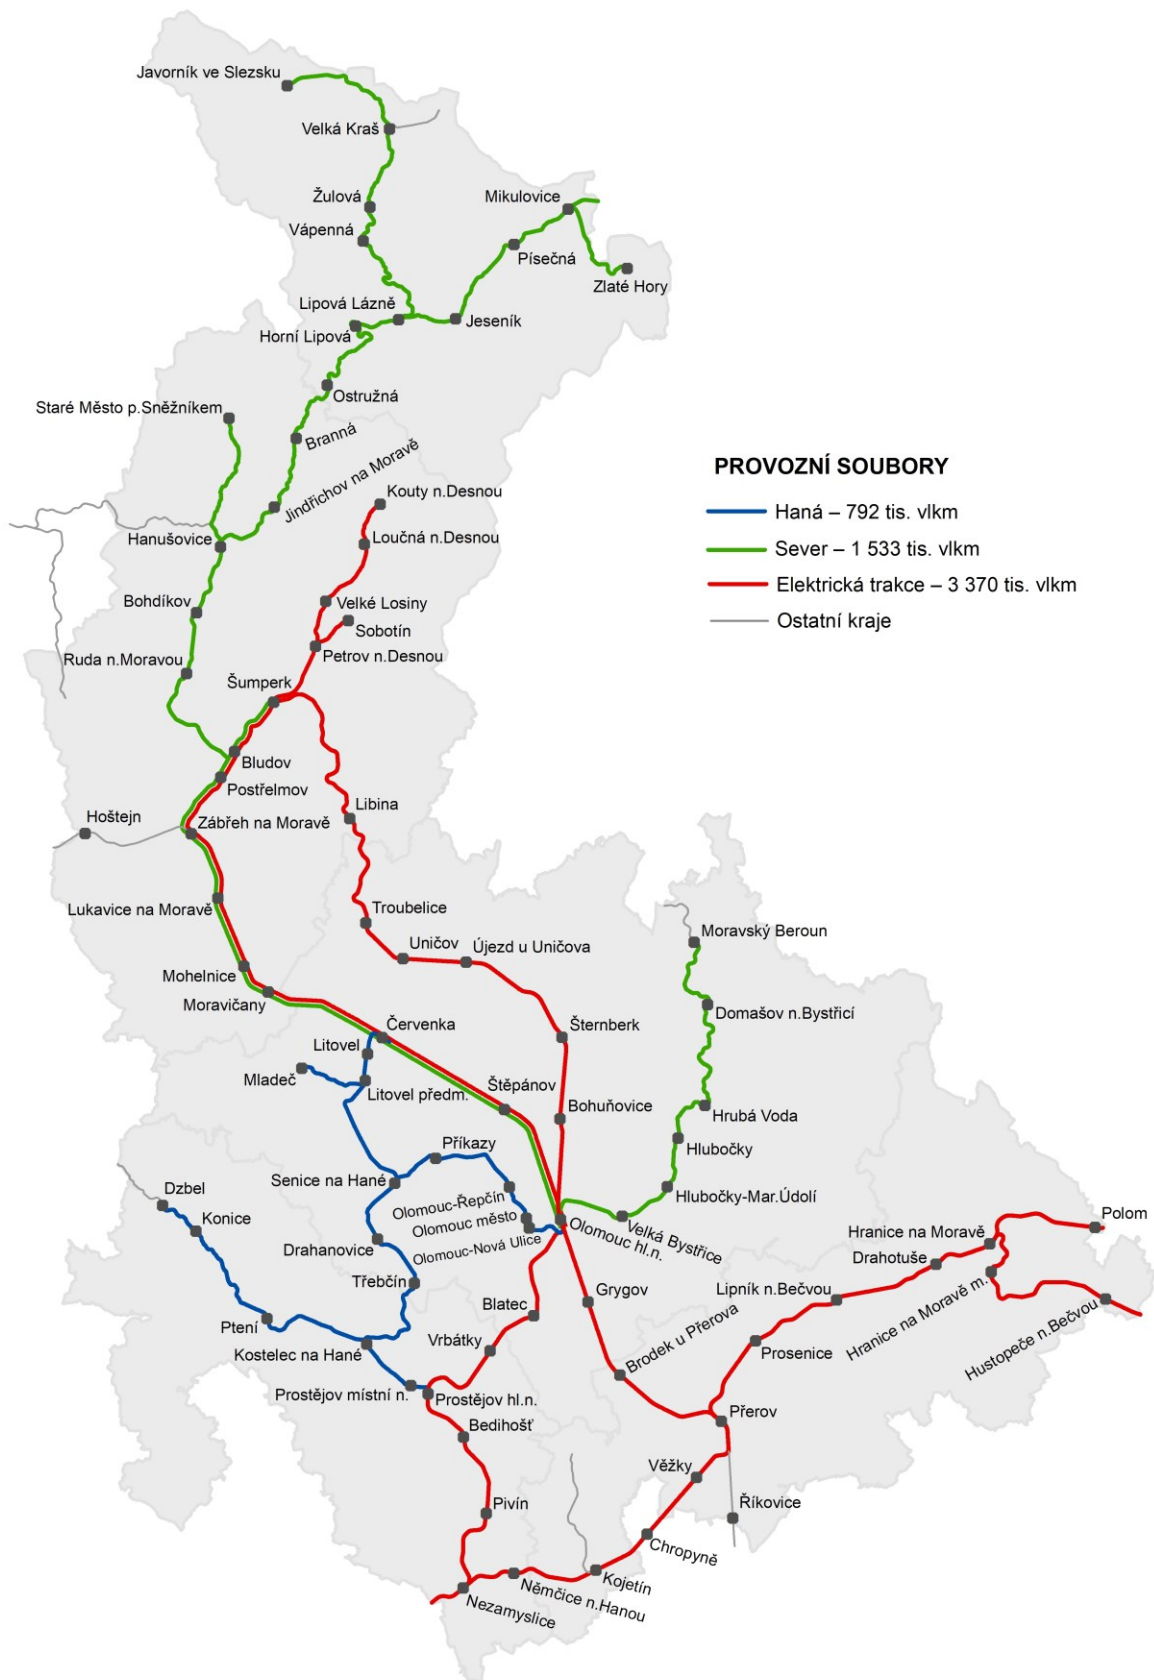 Javorník ve Slezsku
Velká Kraš
Žulová
Mikulovice
Vápenná
Písečná
Zlaté Hory
Lipová Lázně
Jeseník
Horní Lipová
Ostružná
Staré Město p.Sněžníkem
Branná
Jindřichov na Moravě
PROVOZNÍ SOUBORY
Haná – 792 tis. vlkm
Sever – 1 533 tis. vlkm
Elektrická trakce – 3 370 tis. vlkm
Ostatní kraje
Kouty n.Desnou
Hanušovice
Loučná n.Desnou
Bohdíkov
Velké Losiny
Sobotín
Ruda n.Moravou
Petrov n.Desnou
Šumperk
Bludov
Postřelmov
Libina
Hoštejn
Zábřeh na Moravě
Lukavice na Moravě
Troubelice
Uničov
Újezd u Uničova
Moravský Beroun
Mohelnice
Moravičany
Domašov n.Bystřicí
Červenka
Šternberk
Litovel
Mladeč
Litovel předm.
Štěpánov
Bohuňovice
Hrubá Voda
Příkazy
Hlubočky
Senice na Hané
Hlubočky-Mar.Údolí
Dzbel
Olomouc-Řepčín
Konice
Olomouc město
Olomouc-Nová Ulice
Olomouc hl.n.
Velká Bystřice
Polom
Drahanovice
Hranice na Moravě
Drahotuše
Třebčín
Grygov
Lipník n.Bečvou
Hranice na Moravě m.
Hustopeče n.Bečvou
Blatec
Ptení
Vrbátky
Brodek u Přerova
Prosenice
Kostelec na Hané
Prostějov místní n.
Prostějov hl.n.
Přerov
Bedihošť
Věžky
Pivín
Říkovice
Chropyně
Kojetín
Němčice n.Hanou
Nezamyslice